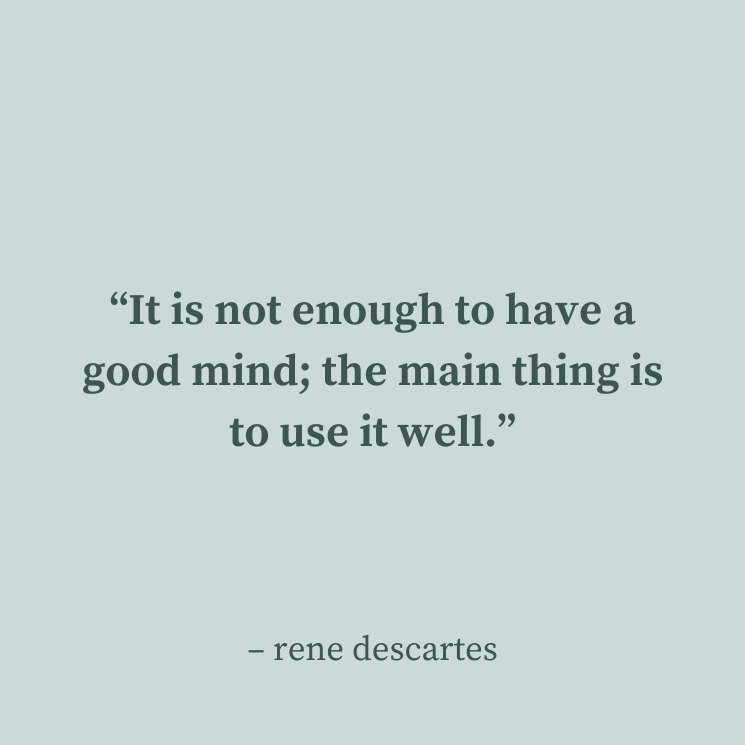 “It is not enough to have a
good mind; the main thing is
to use it well.”
– rene descartes